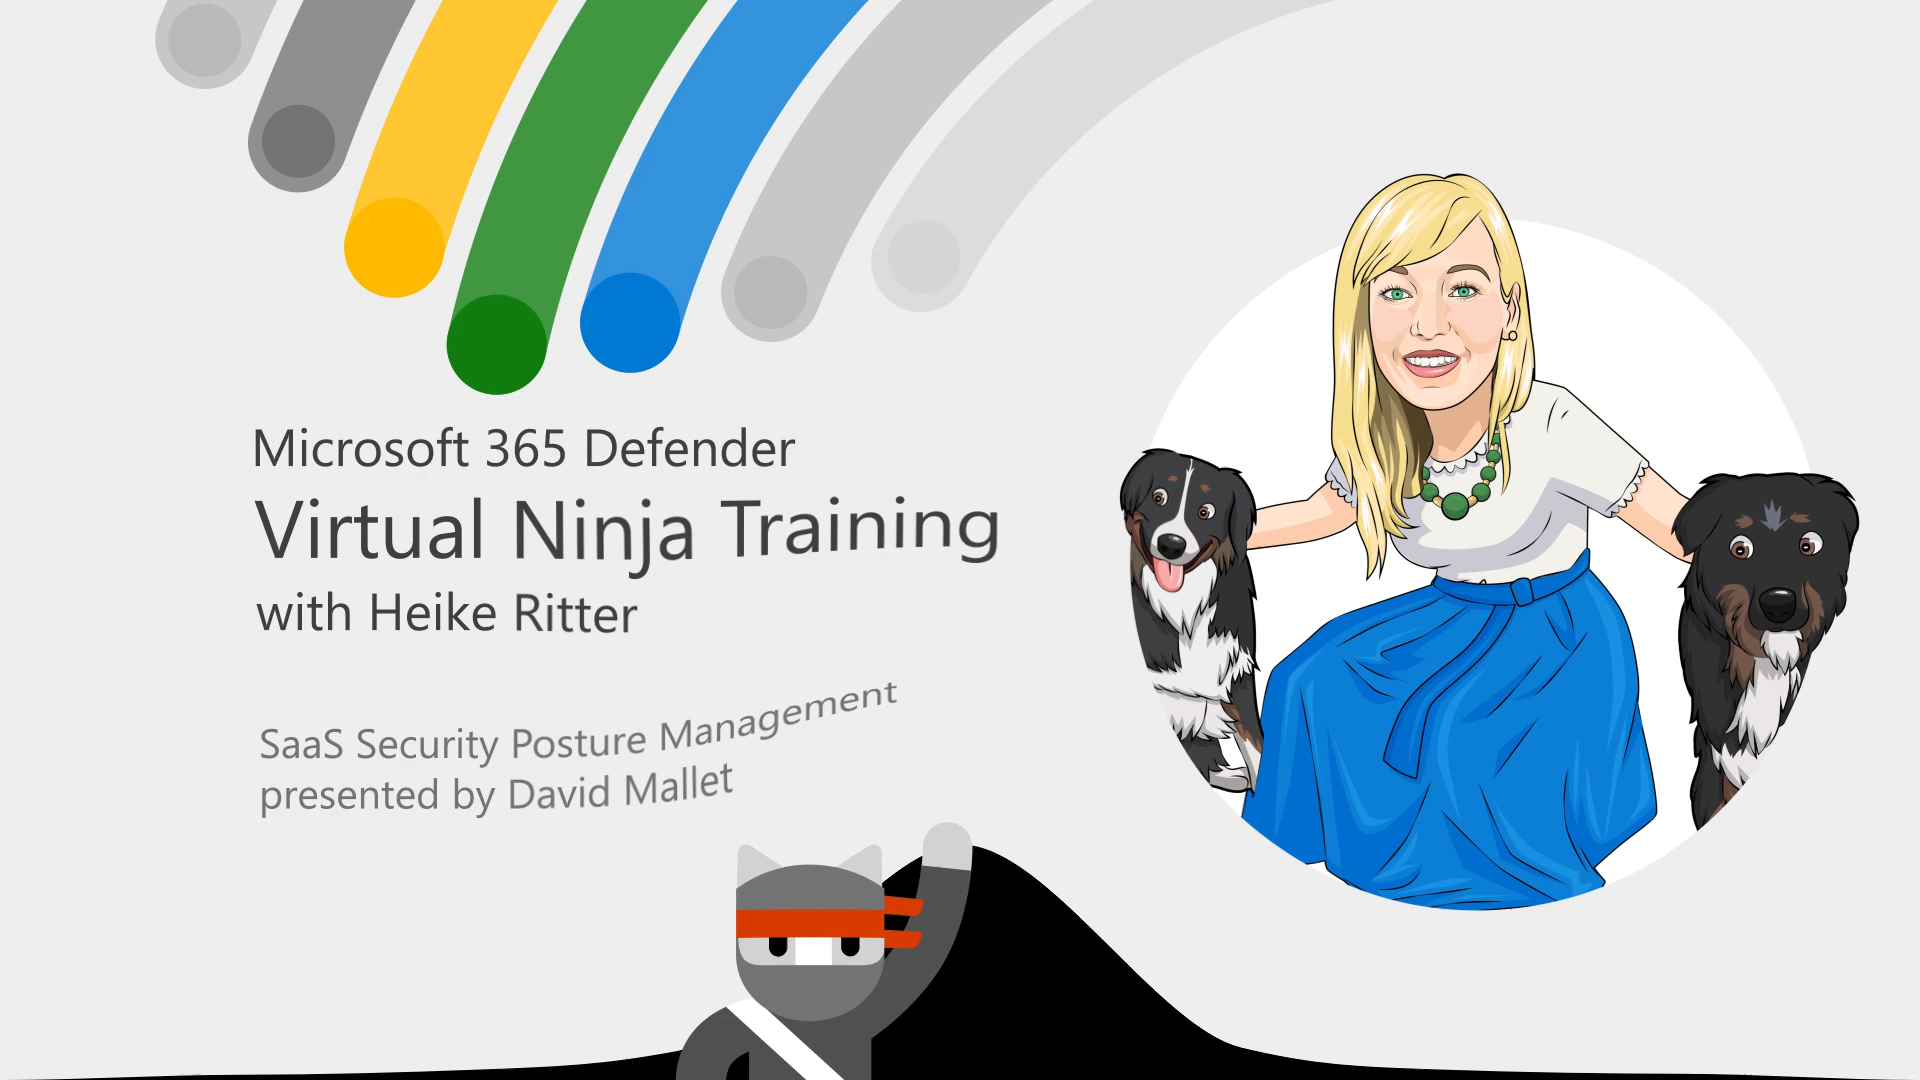 Microsoft 365 Defender
Virtual Ninja Training
with Heike Ritter
SaaS Security Posture Management
presented by David Mallet